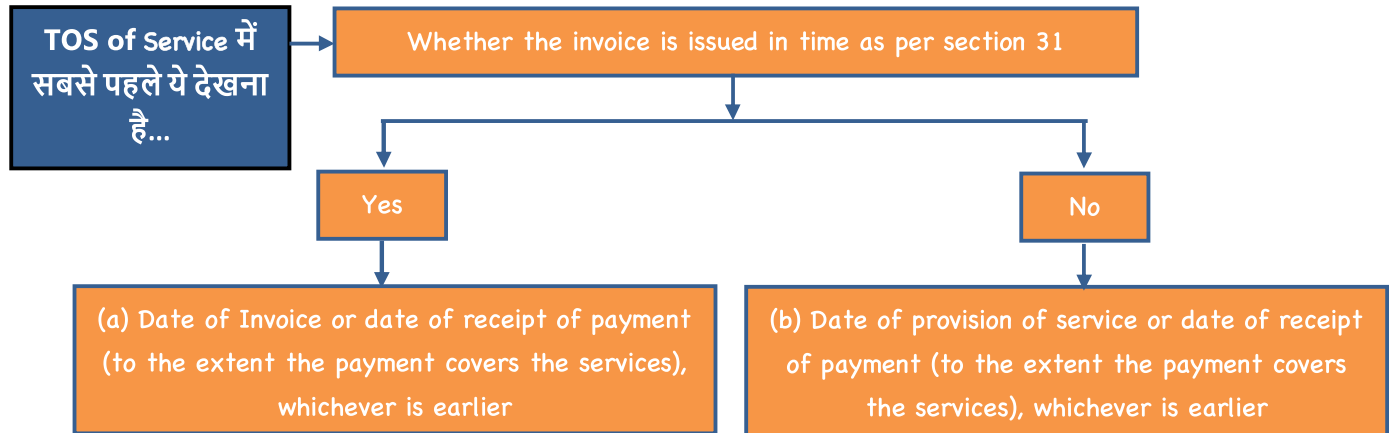 TOS of Service में
सबसे पहले ये देखना
है...
Whether the invoice is issued in time as per section 31
Yes
No
(a) Date of Invoice or date of receipt of payment
(to the extent the payment covers the services),
whichever is earlier
(b) Date of provision of service or date of receipt
of payment (to the extent the payment covers
the services), whichever is earlier